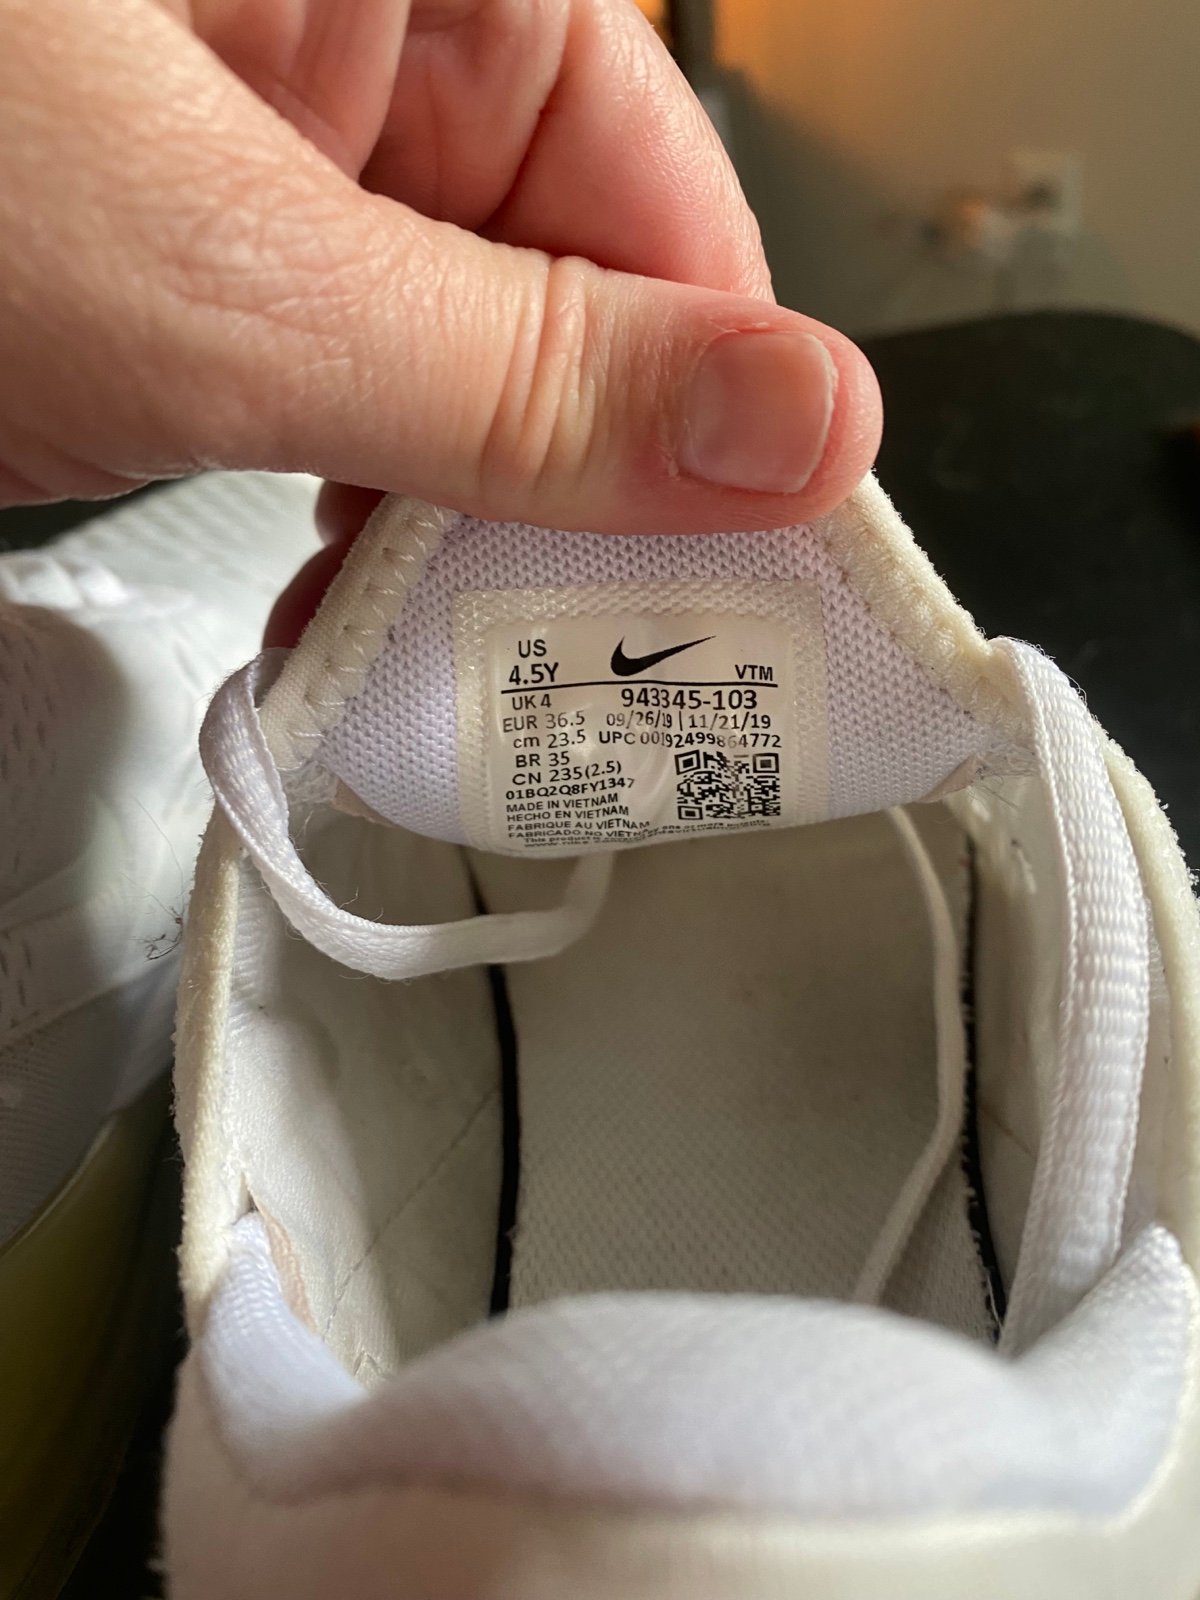 US
4.5Y VTM
UK 4 943345-103
EUR 36.5 09/26/19 | 11/21/19
cm 23.5 UPC 00192499864772
BR 35
CN 235(2.5)
01BQ2Q8FY1347
MADE IN VIETNAM
HECHO EN VIETNAM
FABRIQUE AU VIETNAM
FABRICADO NO VIETNAM